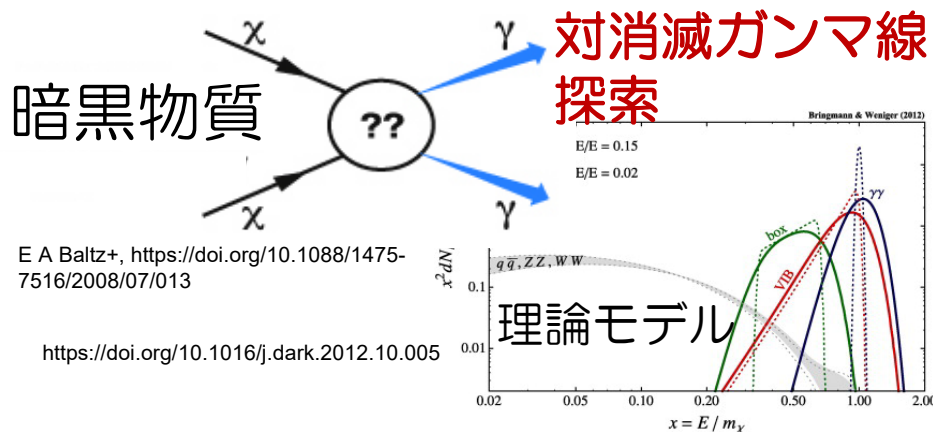 χ
γ
対消滅ガンマ線
探索
暗黒物質
??
χ
γ
Bringmann & Weniger (2012)
E/E = 0.15
E/E = 0.02
γγ
box
VIB
qq̄, ZZ, WW
x²dN
E A Baltz+, https://doi.org/10.1088/1475-
7516/2008/07/013
https://doi.org/10.1016/j.dark.2012.10.005
理論モデル
0.1
0.01
0.02 0.05 0.10 0.20 0.50 1.00 2.00
x = E / mχ